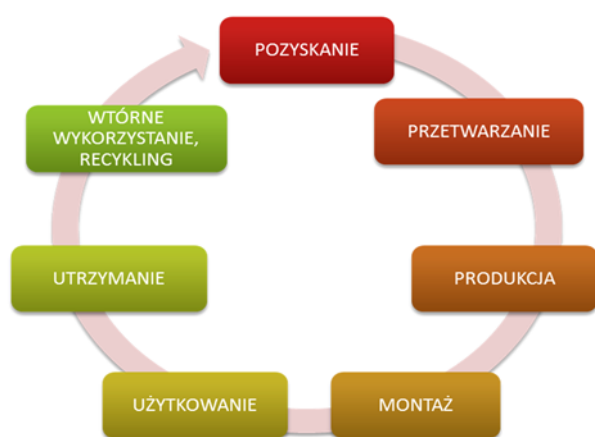 POZYSKANIE
PRZETWARZANIE
PRODUKCJA
MONTAŻ
UŻYTKOWANIE
UTRZYMANIE
WTÓRNE
WYKORZYSTANIE,
RECYKLING